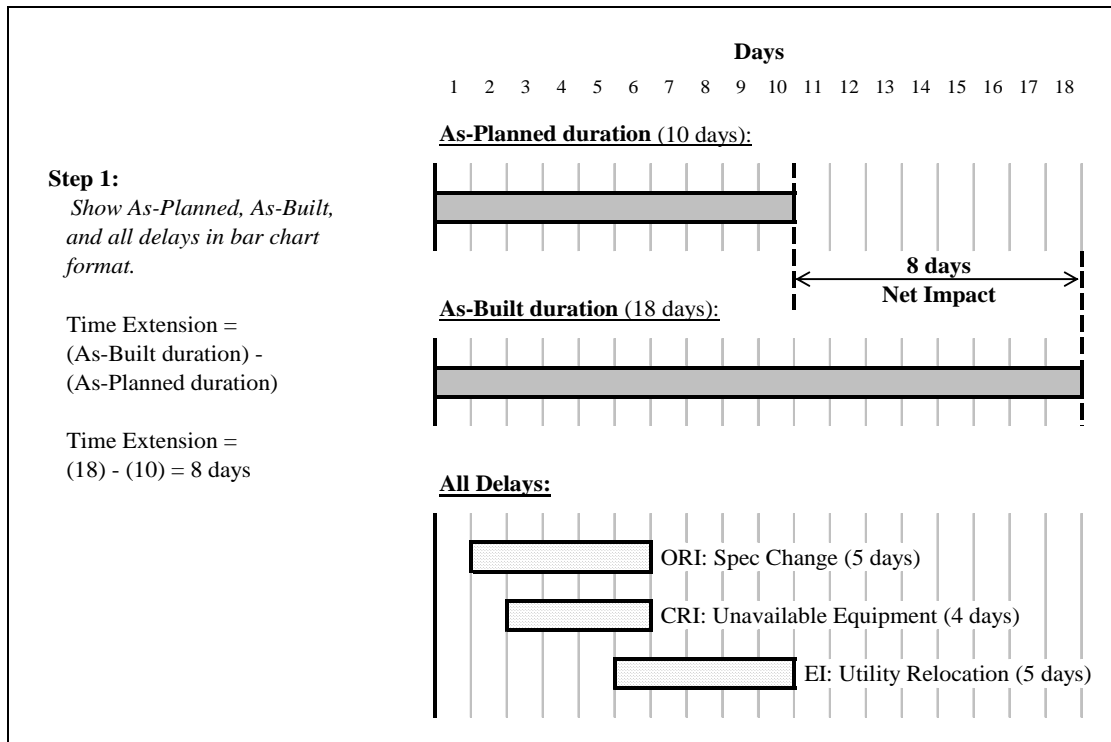 Days
1 2 3 4 5 6 7 8 9 10 11 12 13 14 15 16 17 18
As-Planned duration (10 days):
Step 1:
Show As-Planned, As-Built,
and all delays in bar chart
format.
8 days
Net Impact
As-Built duration (18 days):
Time Extension =
(As-Built duration) -
(As-Planned duration)
Time Extension =
(18) - (10) = 8 days
All Delays:
ORI: Spec Change (5 days)
CRI: Unavailable Equipment (4 days)
EI: Utility Relocation (5 days)